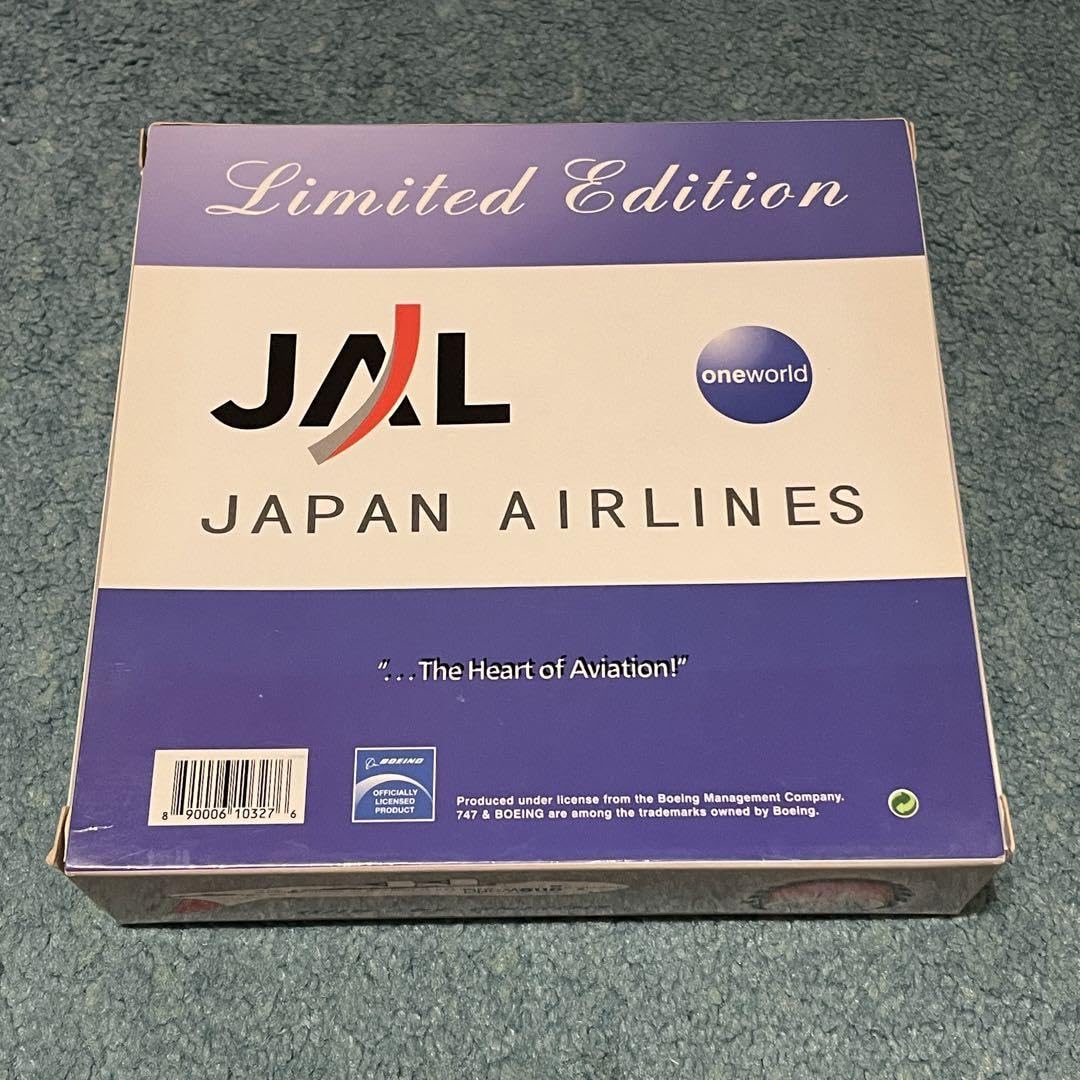 Limited Edition
JAL
oneworld
JAPAN AIRLINES
"...The Heart of Aviation!"
BOEING
OFFICIALLY
LICENSED
PRODUCT
Produced under license from the Boeing Management Company.
747 & BOEING are among the trademarks owned by Boeing.
8 90006 10327 6